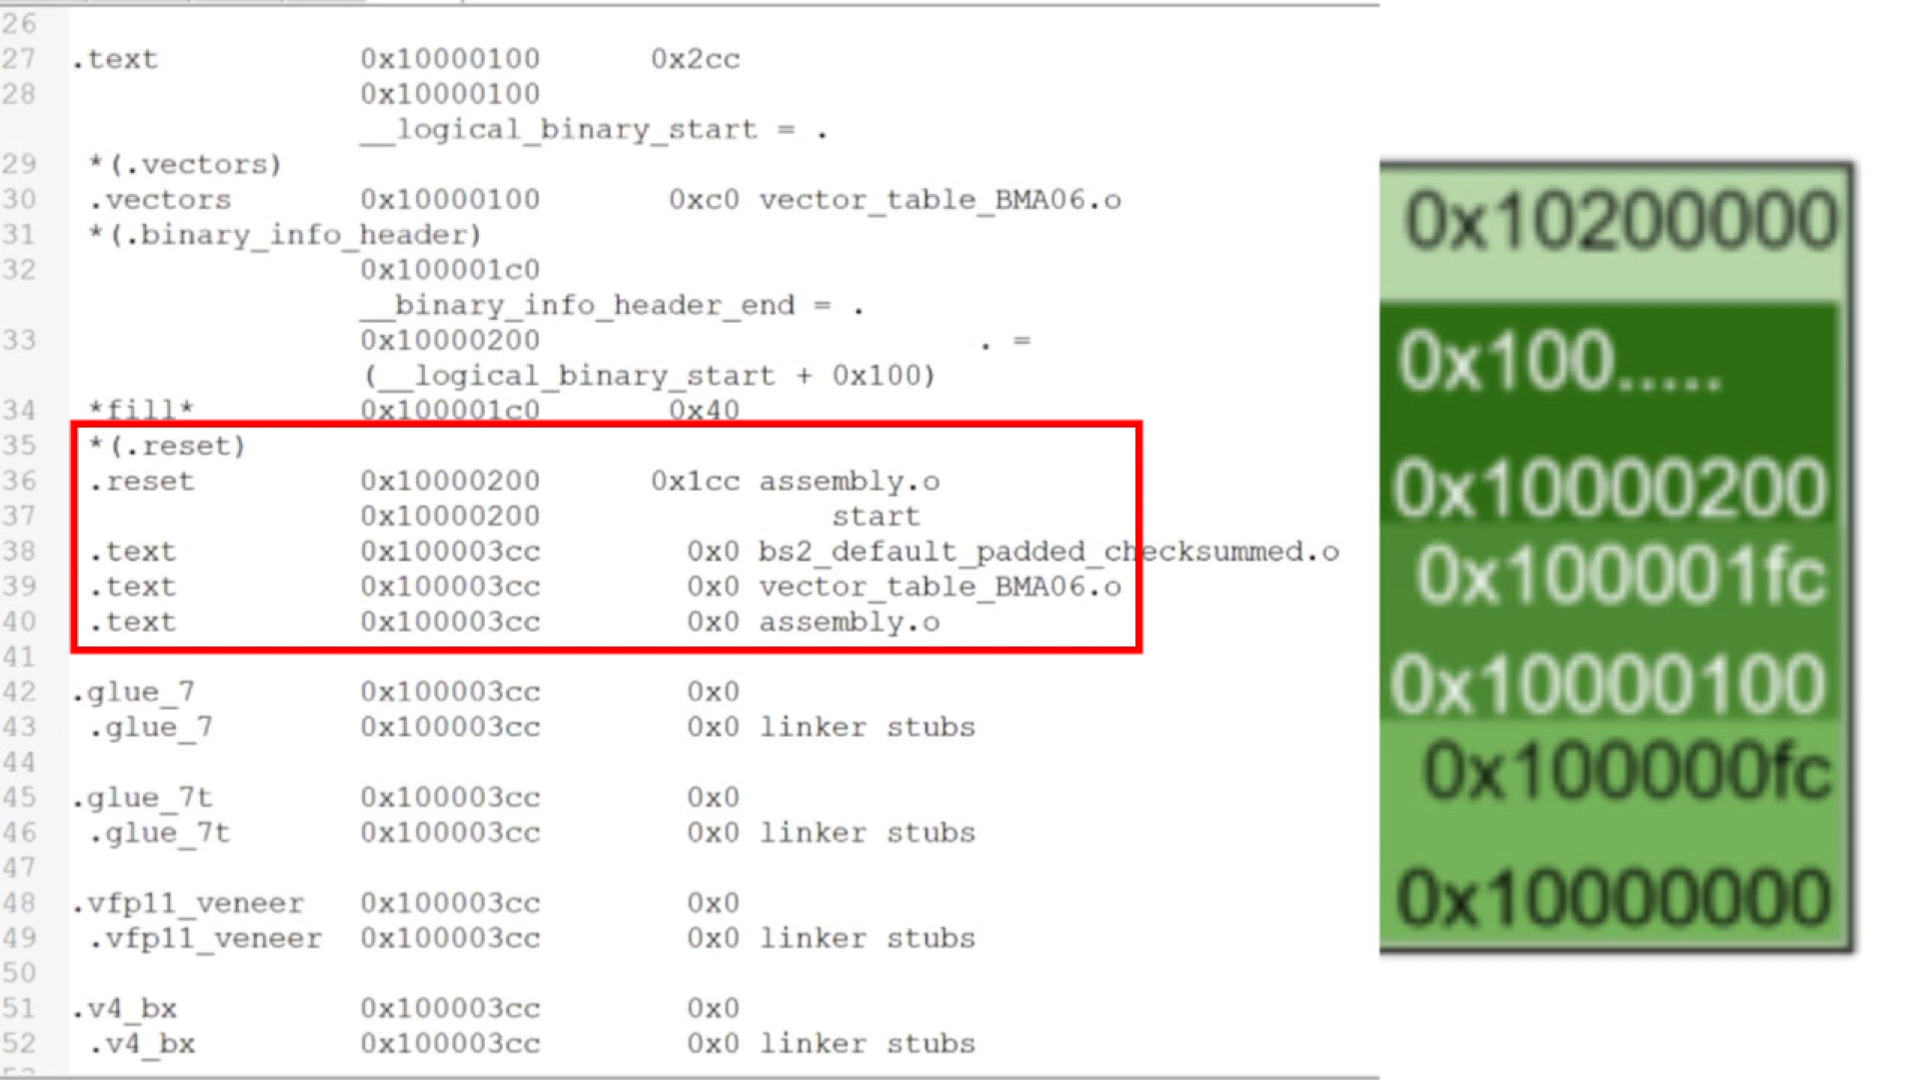 26
27 .text 0x10000100 0x2cc
28 0x10000100
__logical_binary_start = .
29 *(.vectors)
30 .vectors 0x10000100 0xc0 vector_table_BMA06.o
31 *(.binary_info_header)
32 0x100001c0
__binary_info_header_end = .
33 0x10000200 . =
(__logical_binary_start + 0x100)
34 *fill* 0x100001c0 0x40
35 *(.reset)
36 .reset 0x10000200 0x1cc assembly.o
37 0x10000200 start
38 .text 0x100003cc 0x0 bs2_default_padded_checksummed.o
39 .text 0x100003cc 0x0 vector_table_BMA06.o
40 .text 0x100003cc 0x0 assembly.o
41
42 .glue_7 0x100003cc 0x0
43 .glue_7 0x100003cc 0x0 linker stubs
44
45 .glue_7t 0x100003cc 0x0
46 .glue_7t 0x100003cc 0x0 linker stubs
47
48 .vfp11_veneer 0x100003cc 0x0
49 .vfp11_veneer 0x100003cc 0x0 linker stubs
50
51 .v4_bx 0x100003cc 0x0
52 .v4_bx 0x100003cc 0x0 linker stubs
0x10200000
0x100.....
0x10000200
0x100001fc
0x10000100
0x100000fc
0x10000000